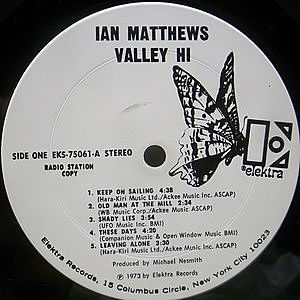 IAN MATTHEWS
VALLEY HI
SIDE ONE EKS-75061-A STEREO
RADIO STATION
COPY
elektra
1. KEEP ON SAILING 4:38
(Hara-Kiri Music Ltd./Ackee Music Inc. ASCAP)
2. OLD MAN AT THE MILL 2:34
(WB Music Corp./Ackee Music Inc. ASCAP)
3. SHADY LIES 2:34
(UFO Music Inc. BMI)
4. THESE DAYS 4:20
(Companion Music & Open Window Music BMI)
5. LEAVING ALONE 3:30
(Hara-Kiri Music Ltd./Ackee Music Inc. ASCAP)
Produced by Michael Nesmith
℗ 1973 by Elektra Records
Elektra Records, 15 Columbus Circle, New York City 10023